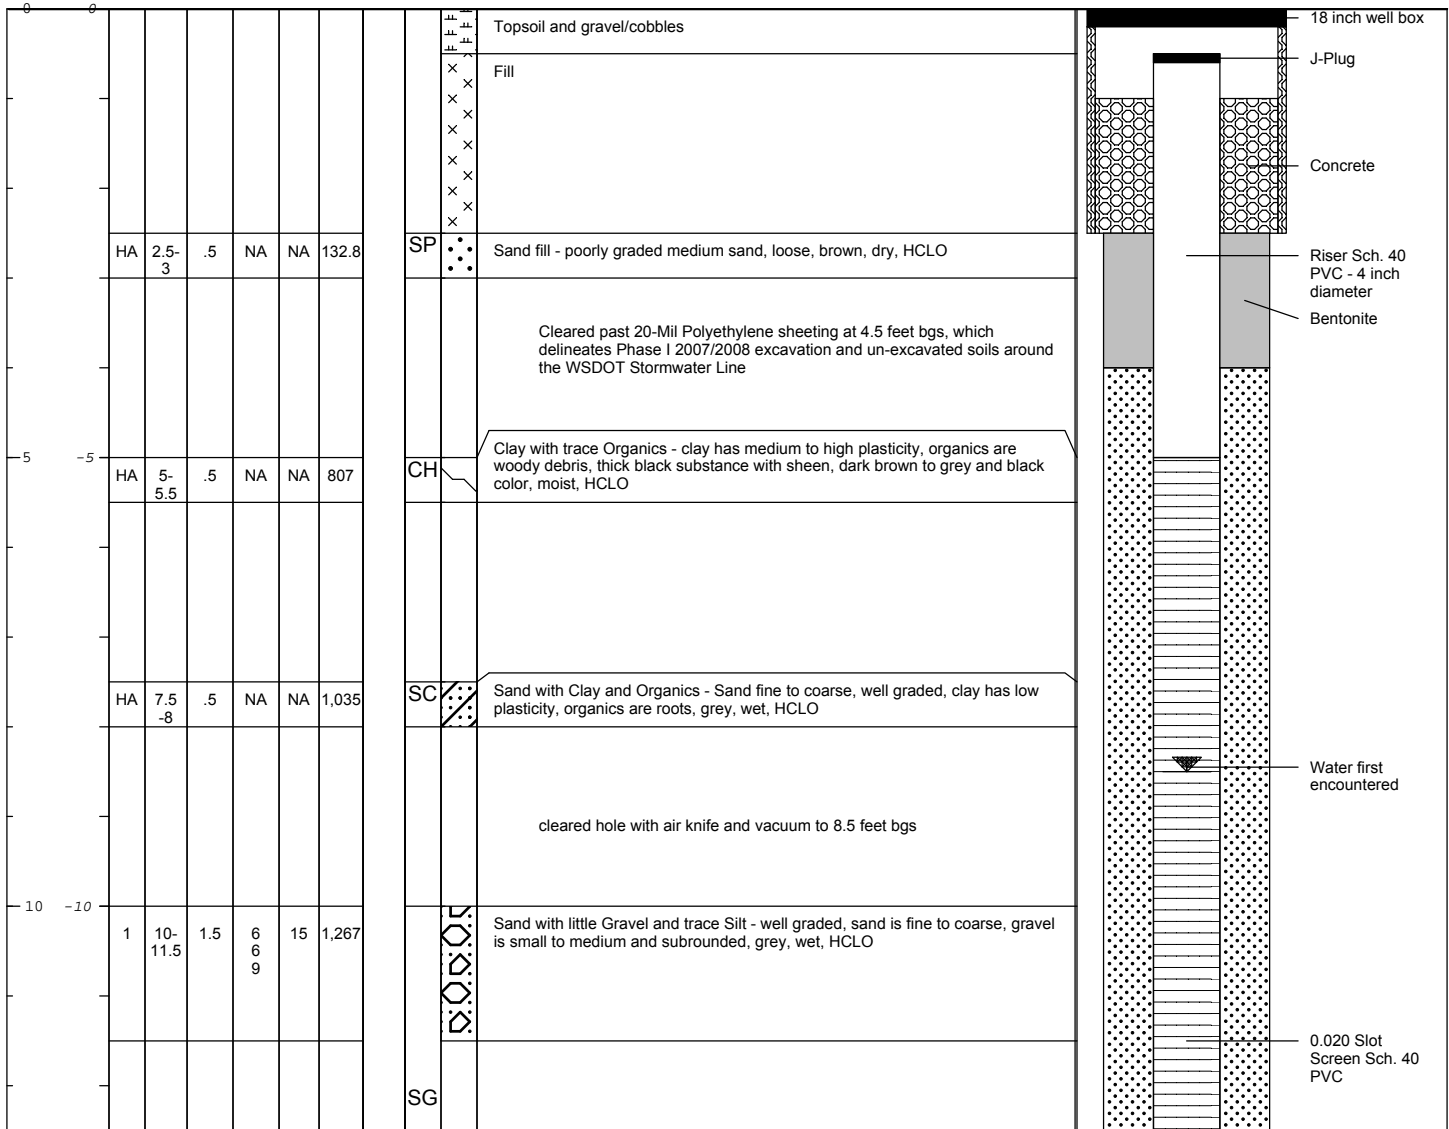 0 0
Topsoil and gravel/cobbles
18 inch well box
J-Plug
Fill
Concrete
HA 2.5- .5 NA NA 132.8 SP Sand fill - poorly graded medium sand, loose, brown, dry, HCLO
3
Riser Sch. 40
PVC - 4 inch
diameter
Bentonite
Cleared past 20-Mil Polyethylene sheeting at 4.5 feet bgs, which
delineates Phase I 2007/2008 excavation and un-excavated soils around
the WSDOT Stormwater Line
5 -5
HA 5- .5 NA NA 807 CH
5.5
Clay with trace Organics - clay has medium to high plasticity, organics are
woody debris, thick black substance with sheen, dark brown to grey and black
color, moist, HCLO
HA 7.5 .5 NA NA 1,035 SC
-8
Sand with Clay and Organics - Sand fine to coarse, well graded, clay has low
plasticity, organics are roots, grey, wet, HCLO
Water first
encountered
cleared hole with air knife and vacuum to 8.5 feet bgs
10 -10
1 10- 1.5 6 15 1,267
11.5 6
9
Sand with little Gravel and trace Silt - well graded, sand is fine to coarse, gravel
is small to medium and subrounded, grey, wet, HCLO
0.020 Slot
Screen Sch. 40
PVC
SG